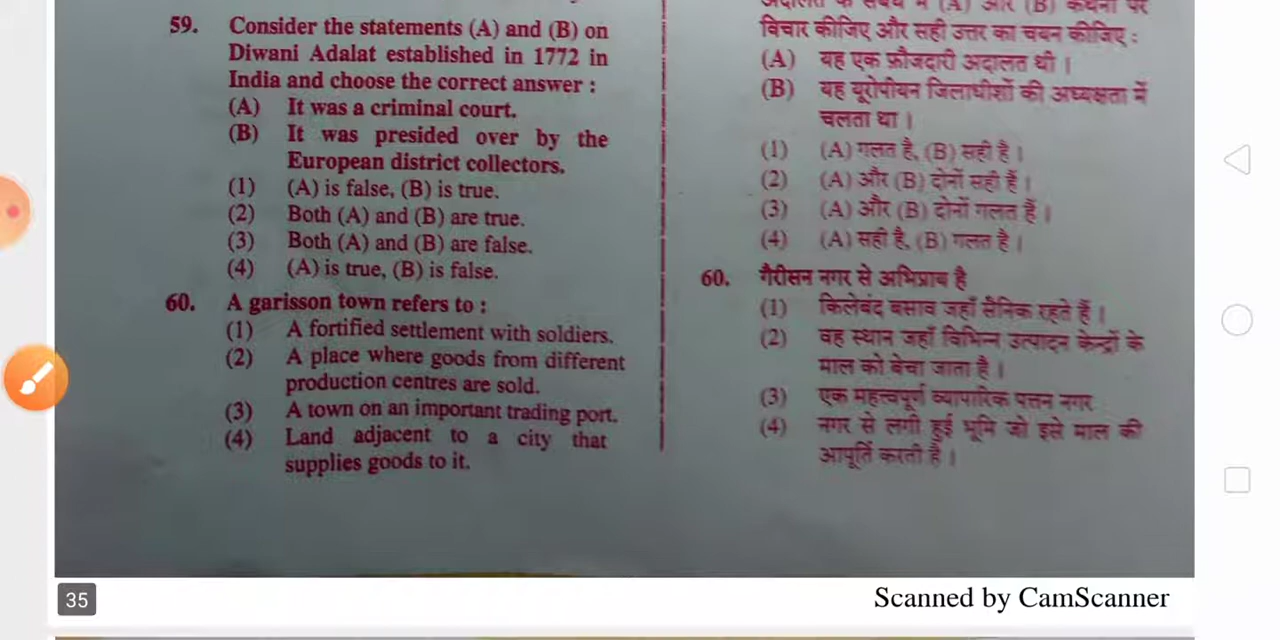 59. Consider the statements (A) and (B) on
Diwani Adalat established in 1772 in
India and choose the correct answer :
(A) It was a criminal court.
(B) It was presided over by the
European district collectors.
(1) (A) is false, (B) is true.
(2) Both (A) and (B) are true.
(3) Both (A) and (B) are false.
(4) (A) is true, (B) is false.
60. A garisson town refers to :
(1) A fortified settlement with soldiers.
(2) A place where goods from different
production centres are sold.
(3) A town on an important trading port.
(4) Land adjacent to a city that
supplies goods to it.
(A) और (B) कथनों पर
विचार कीजिए और सही उत्तर का चयन कीजिए :
(A) यह एक फ़ौजदारी अदालत थी ।
(B) यह यूरोपीयन जिलाधीशों की अध्यक्षता में
चलता था ।
(1) (A) गलत है, (B) सही है ।
(2) (A) और (B) दोनों सही हैं ।
(3) (A) और (B) दोनों गलत हैं ।
(4) (A) सही है, (B) गलत है ।
60. गैरीसन नगर से अभिप्राय है
(1) किलेबंद बसाव जहाँ सैनिक रहते हैं ।
(2) वह स्थान जहाँ विभिन्न उत्पादन केन्द्रों के
माल को बेचा जाता है ।
(3) एक महत्त्वपूर्ण व्यापारिक पत्तन नगर
(4) नगर से लगी हुई भूमि जो इसे माल की
आपूर्ति करती है ।
35
Scanned by CamScanner